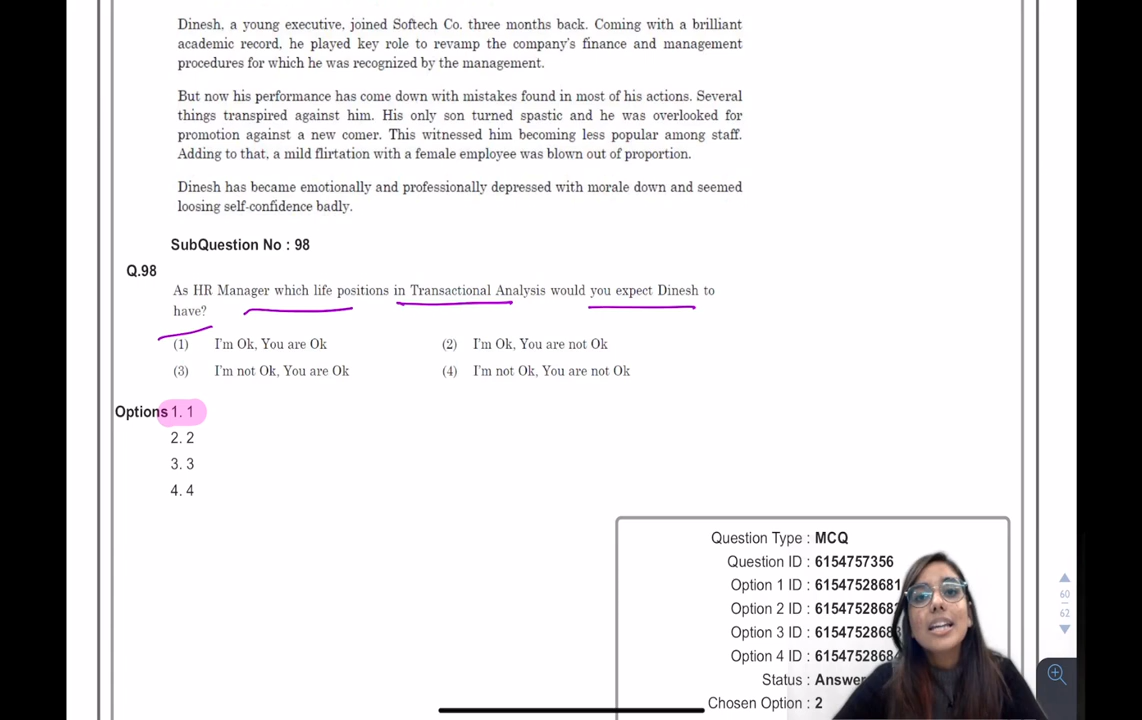 Dinesh, a young executive, joined Softech Co. three months back. Coming with a brilliant
academic record, he played key role to revamp the company's finance and management
procedures for which he was recognized by the management.
But now his performance has come down with mistakes found in most of his actions. Several
things transpired against him. His only son turned spastic and he was overlooked for
promotion against a new comer. This witnessed him becoming less popular among staff.
Adding to that, a mild flirtation with a female employee was blown out of proportion.
Dinesh has became emotionally and professionally depressed with morale down and seemed
loosing self-confidence badly.
SubQuestion No : 98
Q.98
As HR Manager which life positions in Transactional Analysis would you expect Dinesh to
have?
(1) I'm Ok, You are Ok (2) I'm Ok, You are not Ok
(3) I'm not Ok, You are Ok (4) I'm not Ok, You are not Ok
Options 1. 1
2. 2
3. 3
4. 4
Question Type : MCQ
Question ID : 6154757356
Option 1 ID : 61547528681
Option 2 ID :
Option 3 ID :
Option 4 ID :
Status :
Chosen Option : 2
60
62